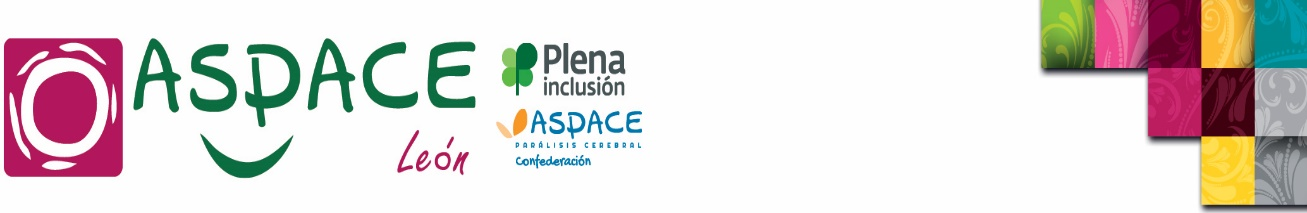 ASPACE
León
Plena
inclusión
ASPACE
PARÁLISIS CEREBRAL
Confederación